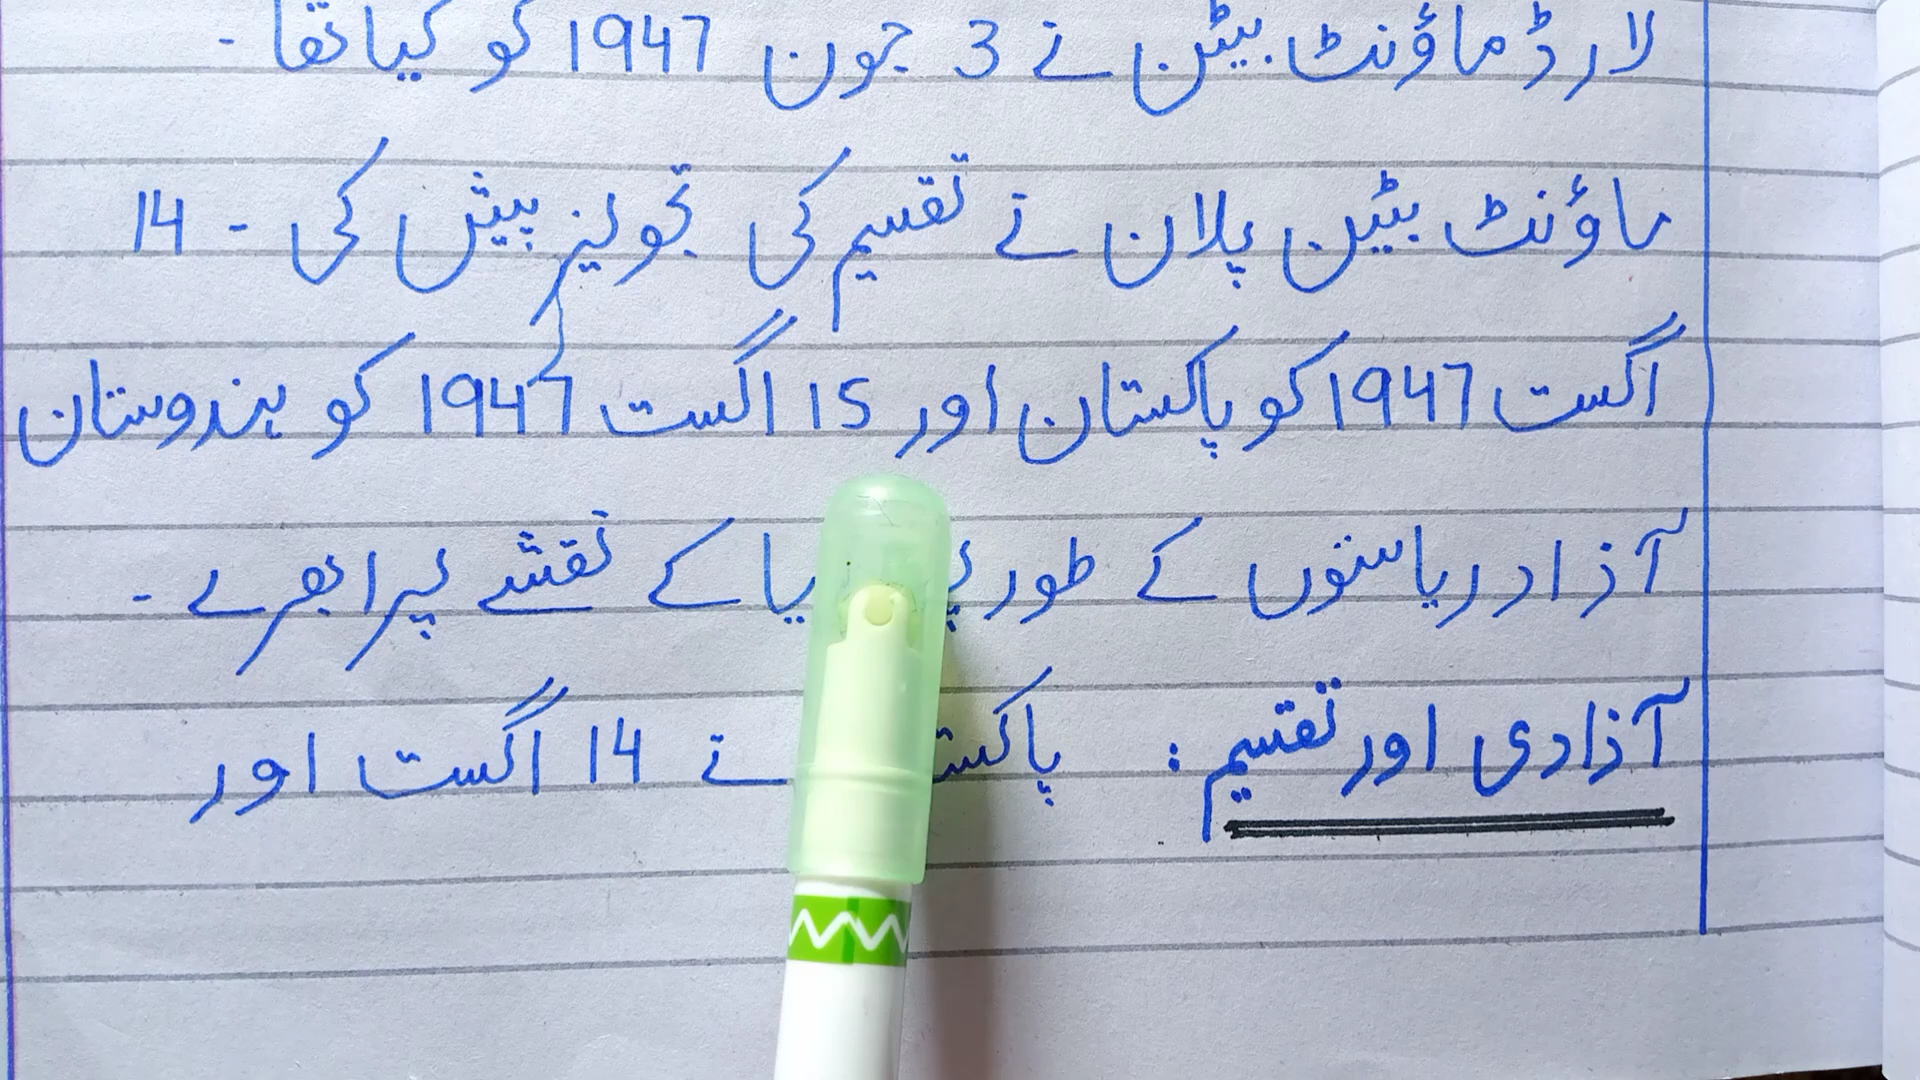 لارڈ ماؤنٹ بیٹن نے 3 جون 1947 کو کیا تھا ۔
ماؤنٹ بیٹن پلان نے تقسیم کی تجویز پیش کی ۔ 14
اگست 1947 کو پاکستان اور 15 اگست 1947 کو ہندوستان
آزاد ریاستوں کے طور کے نقشے پر ابھرے ۔
آزادی اور تقسیم : نے 14 اگست اور